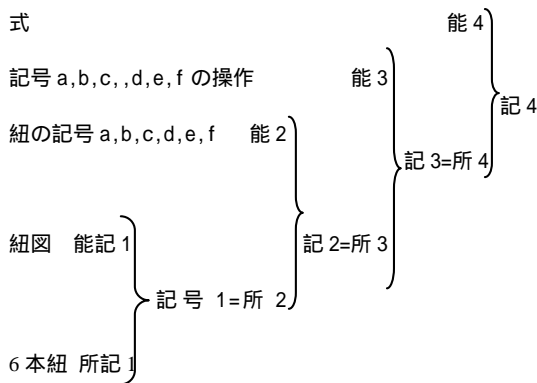 式 能 4
記号 a,b,c, ,d,e,f の操作 能 3
記 4
紐の記号 a,b,c,d,e,f 能 2
記 3=所 4
紐図 能記 1 記 2=所 3
記 号 1=所 2
6 本紐 所記 1